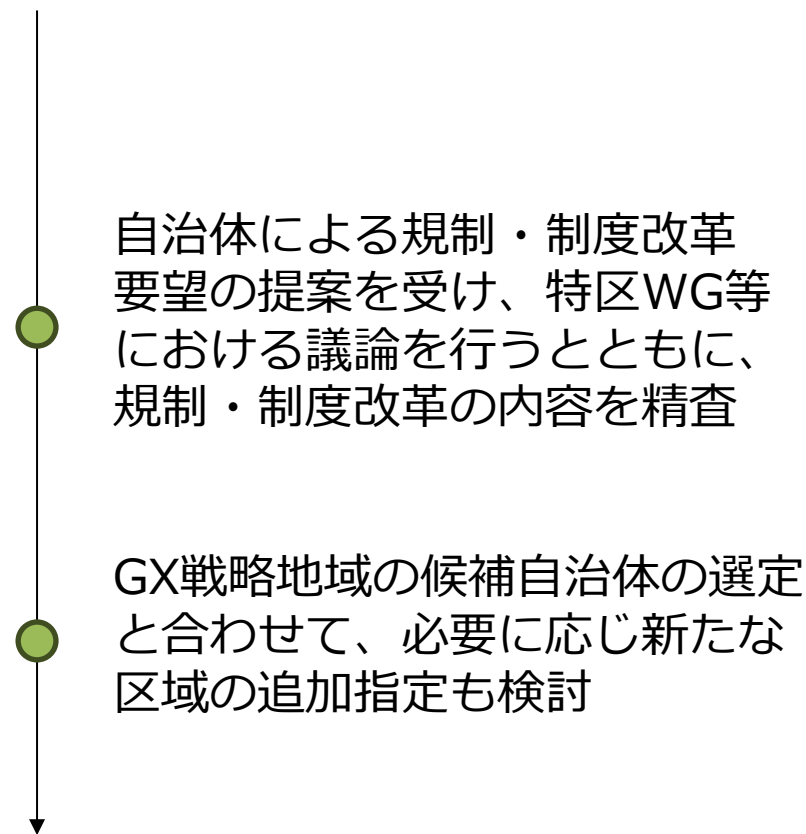 自治体による規制・制度改革
要望の提案を受け、特区WG等
における議論を行うとともに、
規制・制度改革の内容を精査
GX戦略地域の候補自治体の選定
と合わせて、必要に応じ新たな
区域の追加指定も検討